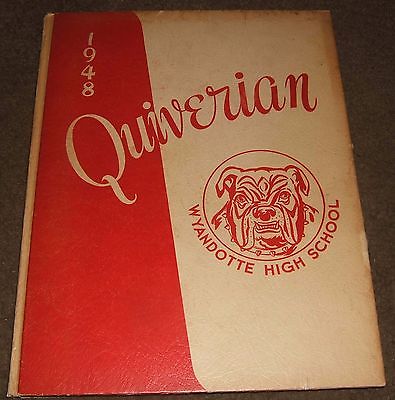 1948
Quiverian
WYANDOTTE HIGH SCHOOL